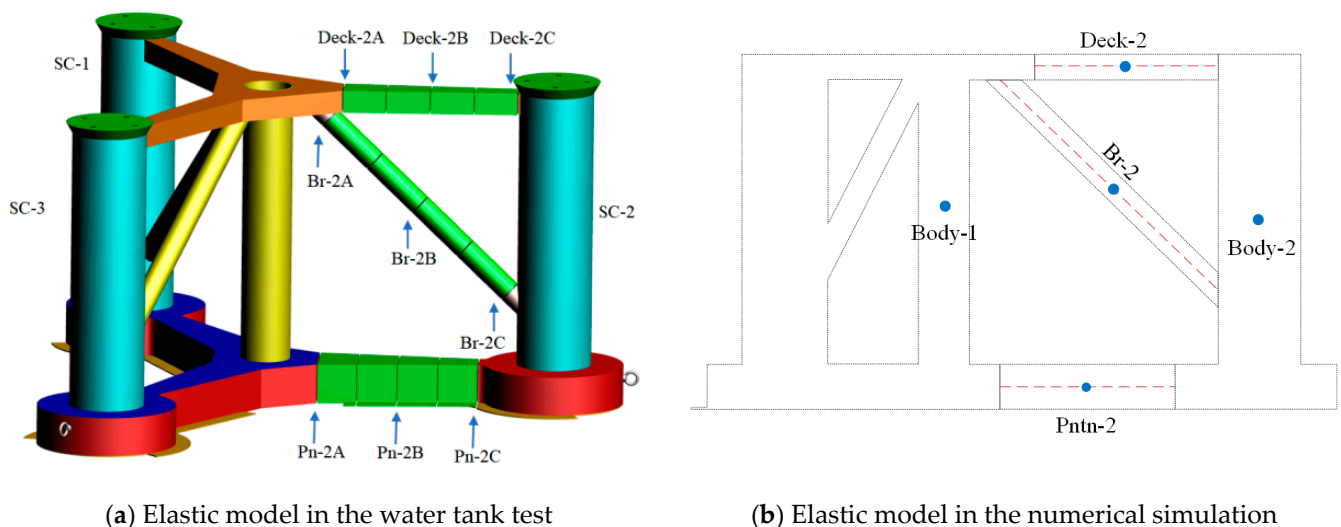 Deck-2A Deck-2B Deck-2C
SC-1
SC-3
Br-2A
SC-2
Br-2B
Br-2C
Pn-2A Pn-2B Pn-2C
(a) Elastic model in the water tank test
Deck-2
Br-2
Body-1
Body-2
Pntn-2
(b) Elastic model in the numerical simulation